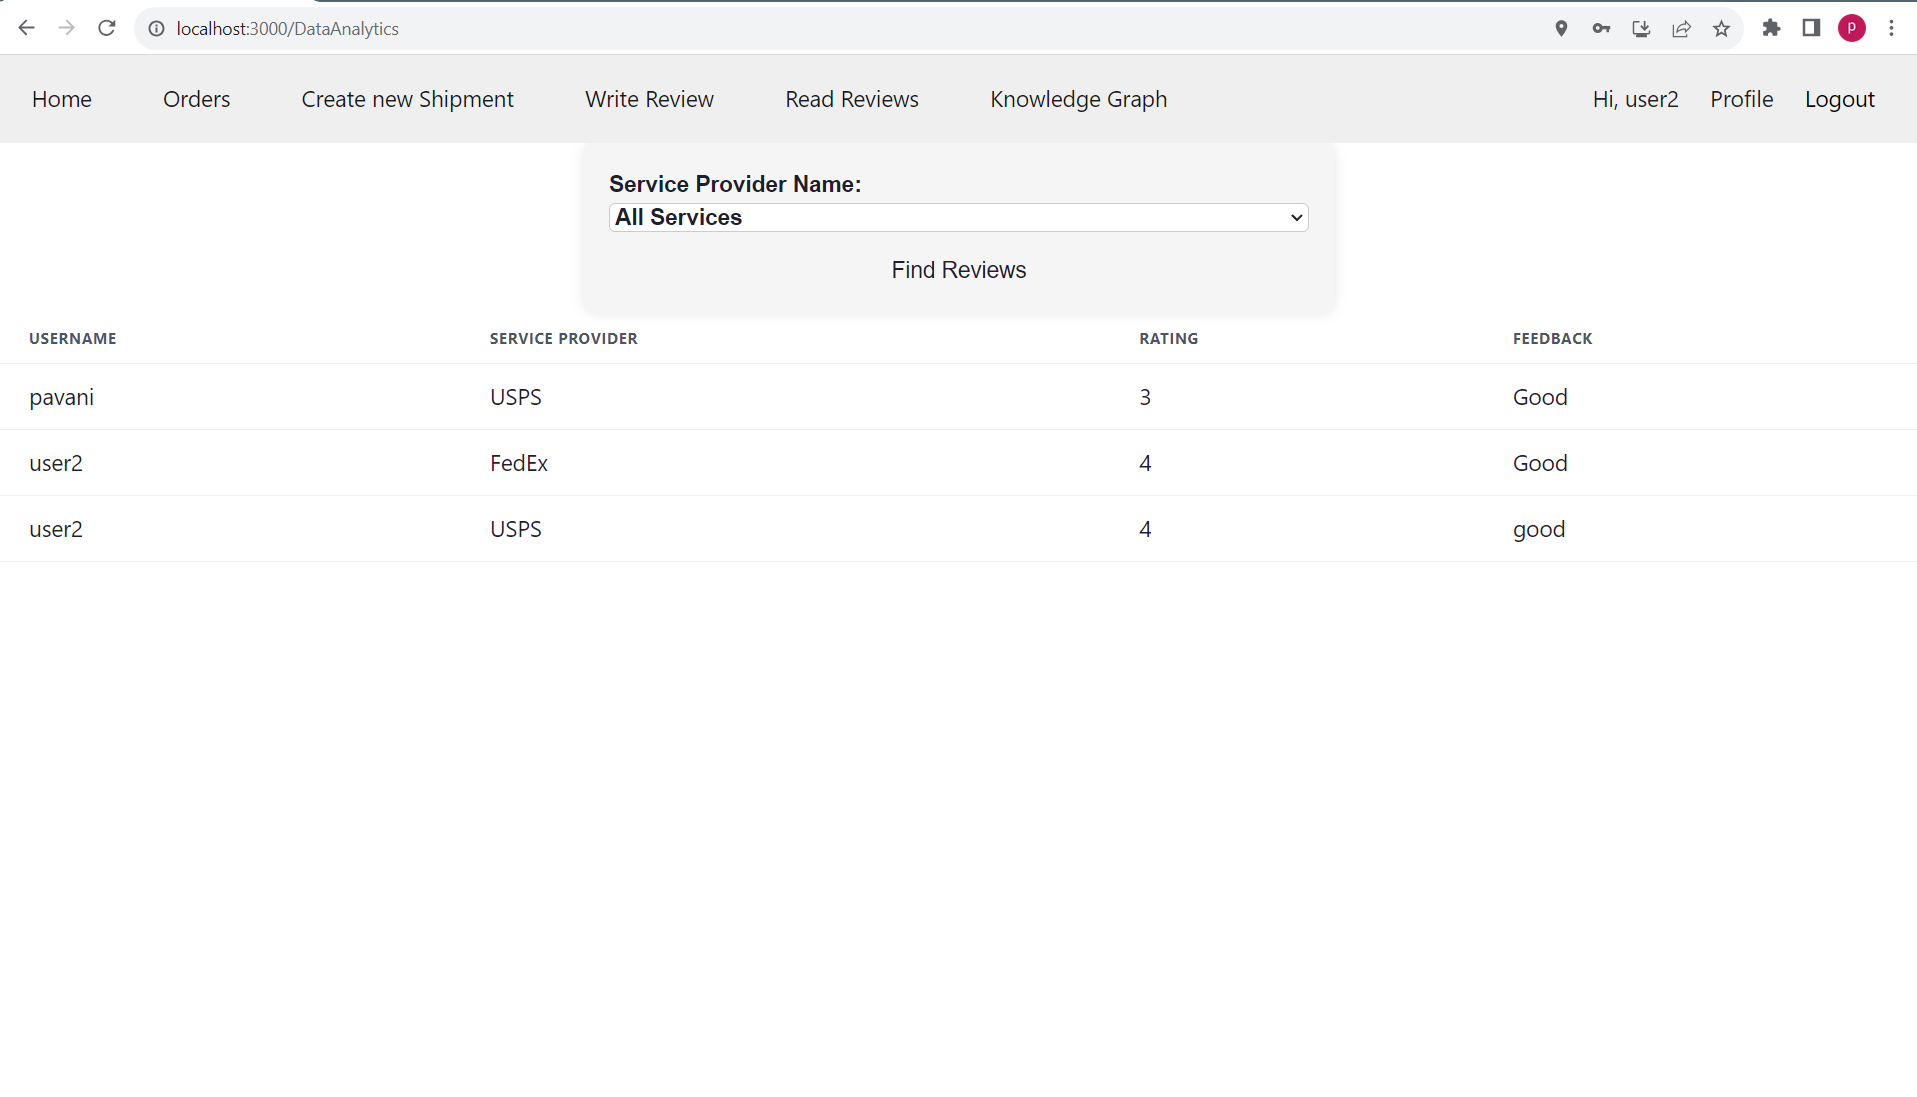 localhost:3000/DataAnalytics
P
Home Orders Create new Shipment Write Review Read Reviews Knowledge Graph Hi, user2 Profile Logout
Service Provider Name:
All Services
Find Reviews
USERNAME SERVICE PROVIDER RATING FEEDBACK
pavani USPS 3 Good
user2 FedEx 4 Good
user2 USPS 4 good